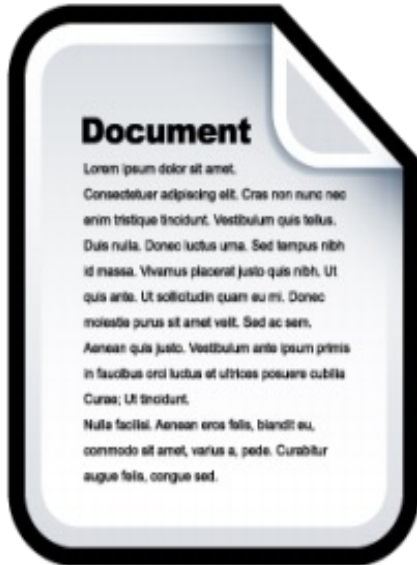 Document
Lorem ipsum dolor sit amet.
Consectetuer adipiscing elit. Cras non nunc nec
enim tristique tincidunt. Vestibulum quis tellus.
Duis nulla. Donec luctus urna. Sed tempus nibh
id massa. Vivamus placerat justo quis nibh. Ut
quis ante. Ut sollicitudin quam eu mi. Donec
molestie purus sit amet velit. Sed ac sem.
Aenean quis justo. Vestibulum ante ipsum primis
in faucibus orci luctus et ultrices posuere cubilia
Curae; Ut tincidunt.
Nulla facilisi. Aenean eros felis, blandit eu,
commodo sit amet, varius a, pede. Curabitur
augue felis, congue sed.